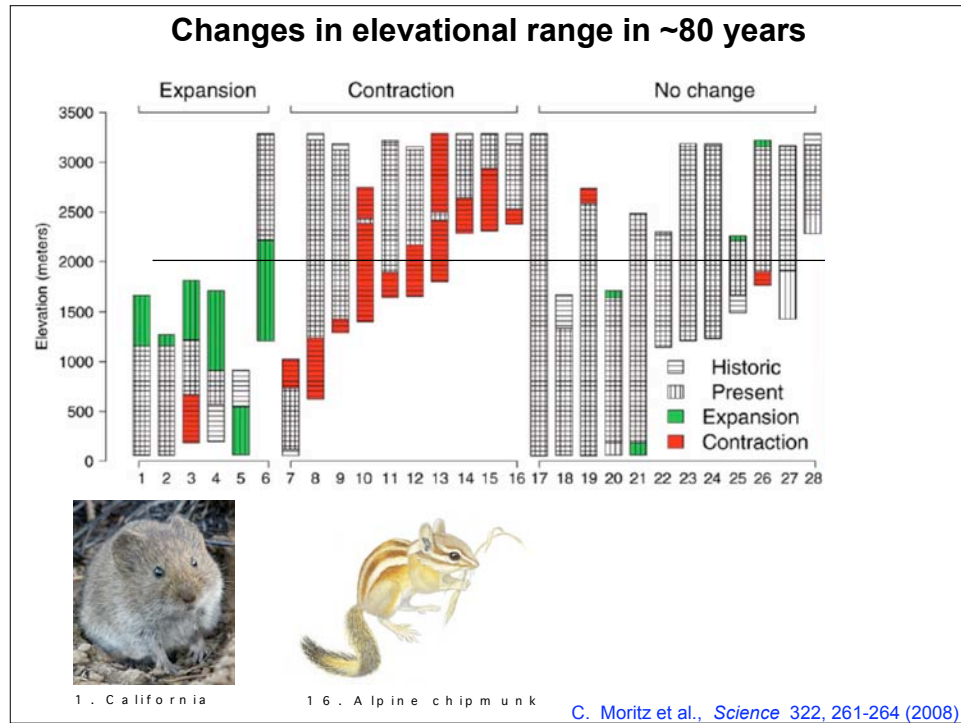 Changes in elevational range in ~80 years
Expansion Contraction No change
3500
3000
2500
2000
1500
1000
500
0
Elevation (meters)
Historic
Present
Expansion
Contraction
1 2 3 4 5 6 7 8 9 10 11 12 13 14 15 16 17 18 19 20 21 22 23 24 25 26 27 28
1. California
16. Alpine chipmunk
C. Moritz et al., Science 322, 261-264 (2008)